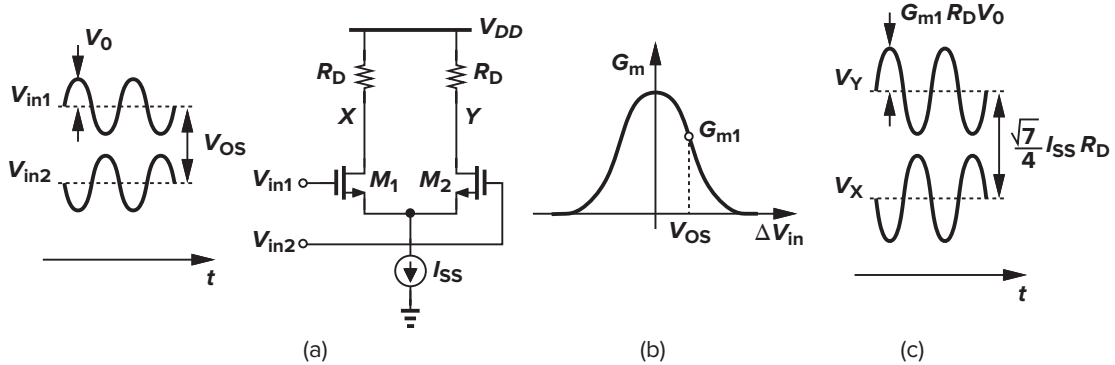 V0
Vin1
VOS
Vin2
t
VDD
RD
RD
X
Y
Vin1
M1
M2
Vin2
ISS
(a)
Gm
Gm1
VOS
ΔVin
(b)
Gm1 RD V0
VY
√7/4 ISS RD
VX
t
(c)